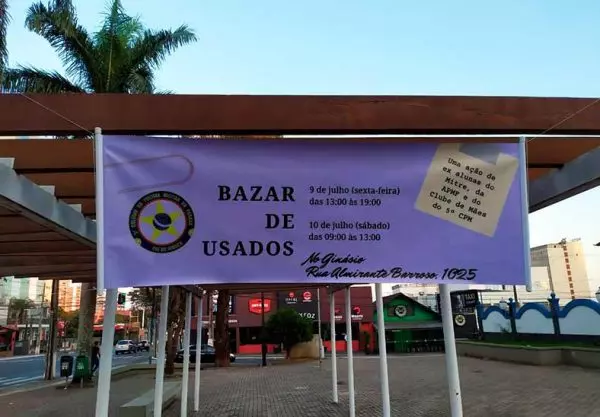 BAZAR
DE
USADOS
9 de julho (sexta-feira)
das 13:00 às 19:00
10 de julho (sábado)
das 09:00 às 13:00
No Ginásio
Rua Almirante Barroso, 1025
Uma ação de
ex alunas do
Mitre, da
APMF e do
Clube de Mães
do 5º CPM